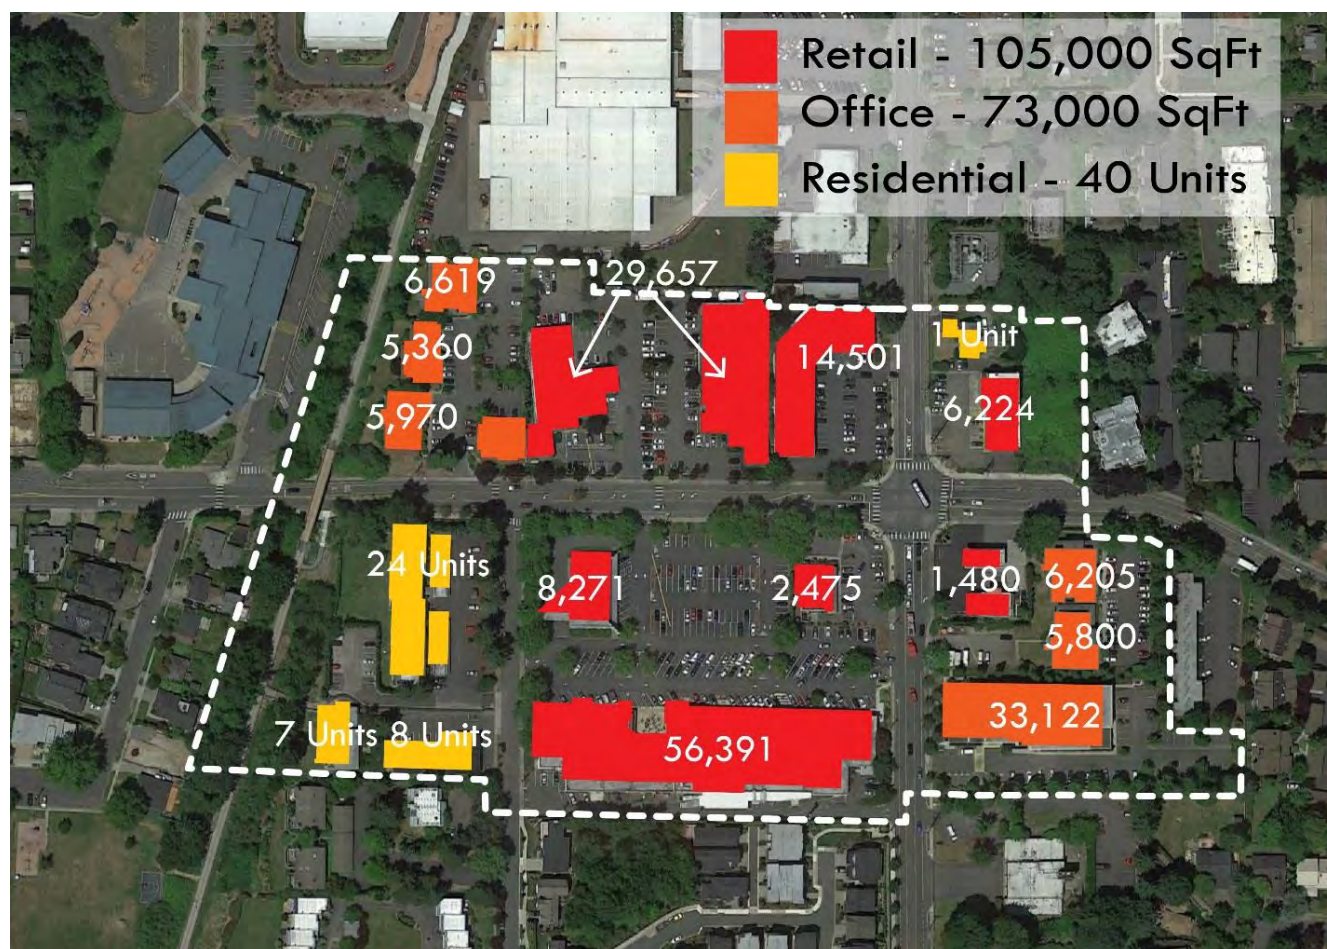 Retail - 105,000 SqFt
Office - 73,000 SqFt
Residential - 40 Units
6,619
29,657
5,360
14,501
1 Unit
5,970
6,224
24 Units
8,271
2,475
1,480
6,205
5,800
7 Units
8 Units
56,391
33,122